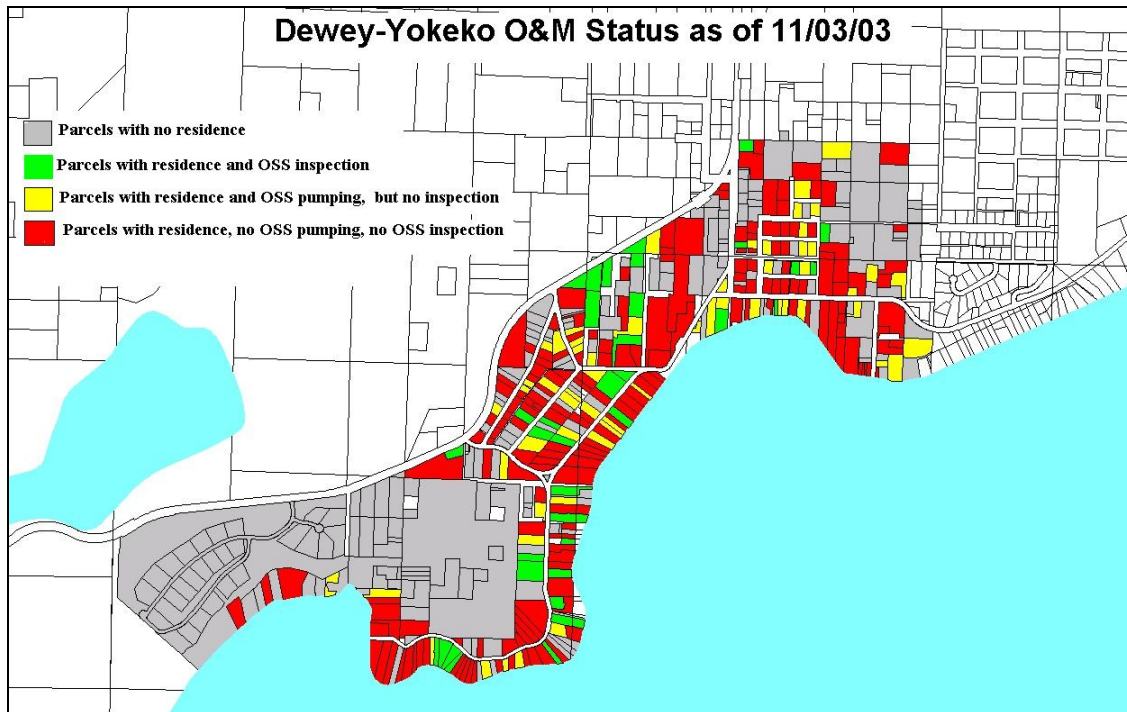 Dewey-Yokeko O&M Status as of 11/03/03
Parcels with no residence
Parcels with residence and OSS inspection
Parcels with residence and OSS pumping, but no inspection
Parcels with residence, no OSS pumping, no OSS inspection